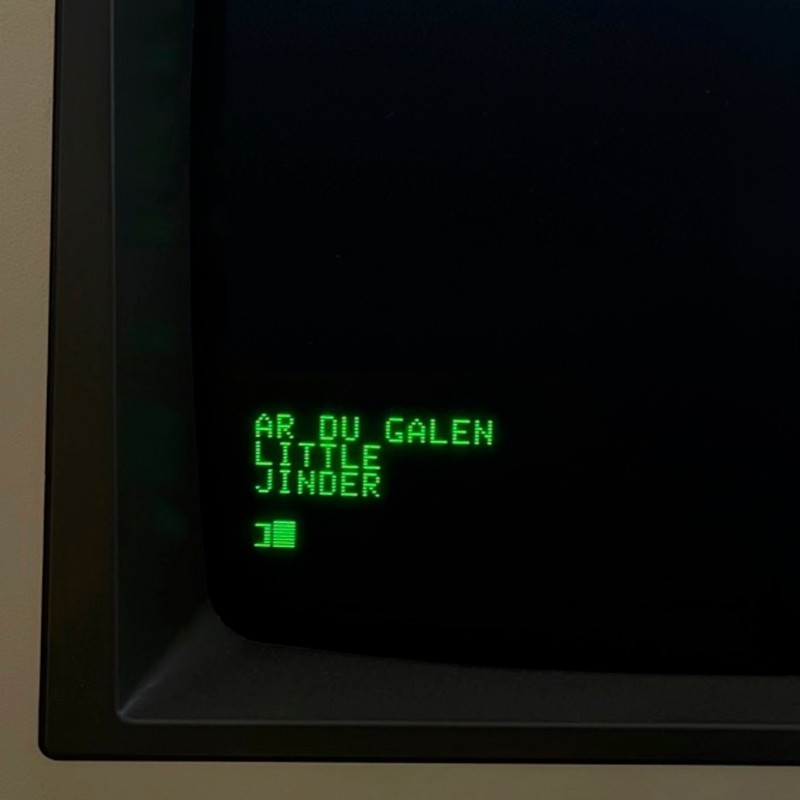 AR DU GALEN
LITTLE
JINDER
]